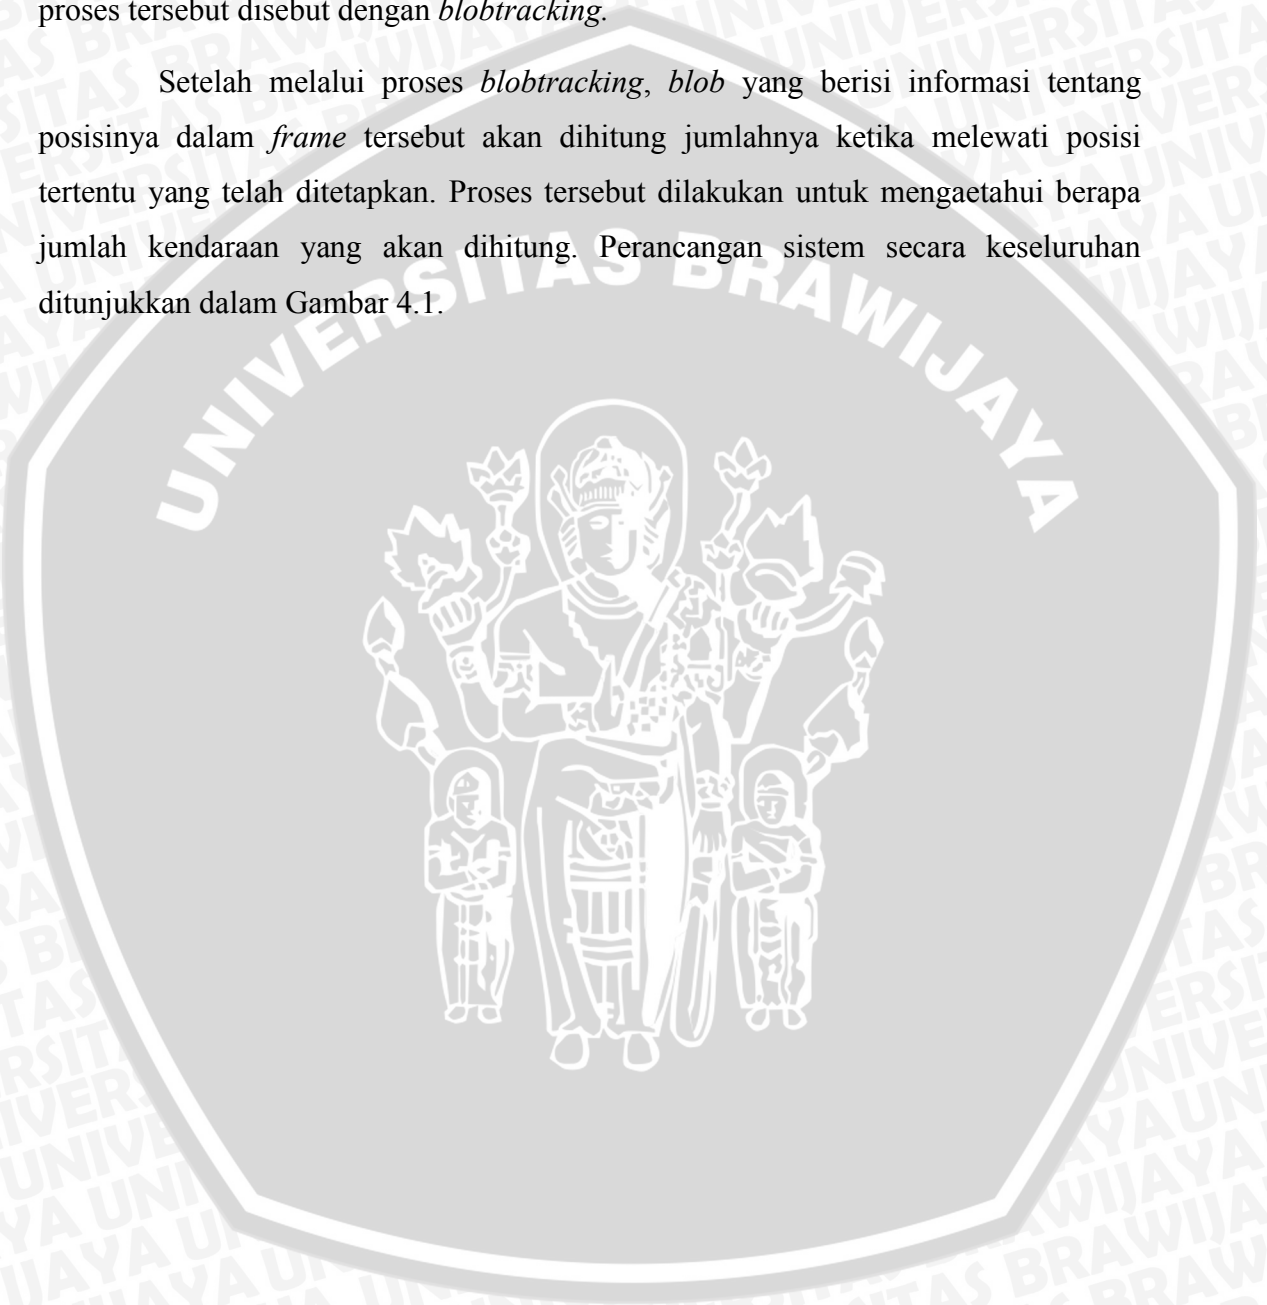 proses tersebut disebut dengan blobtracking.
Setelah melalui proses blobtracking, blob yang berisi informasi tentang
posisinya dalam frame tersebut akan dihitung jumlahnya ketika melewati posisi
tertentu yang telah ditetapkan. Proses tersebut dilakukan untuk mengaetahui berapa
jumlah kendaraan yang akan dihitung. Perancangan sistem secara keseluruhan
ditunjukkan dalam Gambar 4.1.
UNIVERSITAS BRAWIJAYA